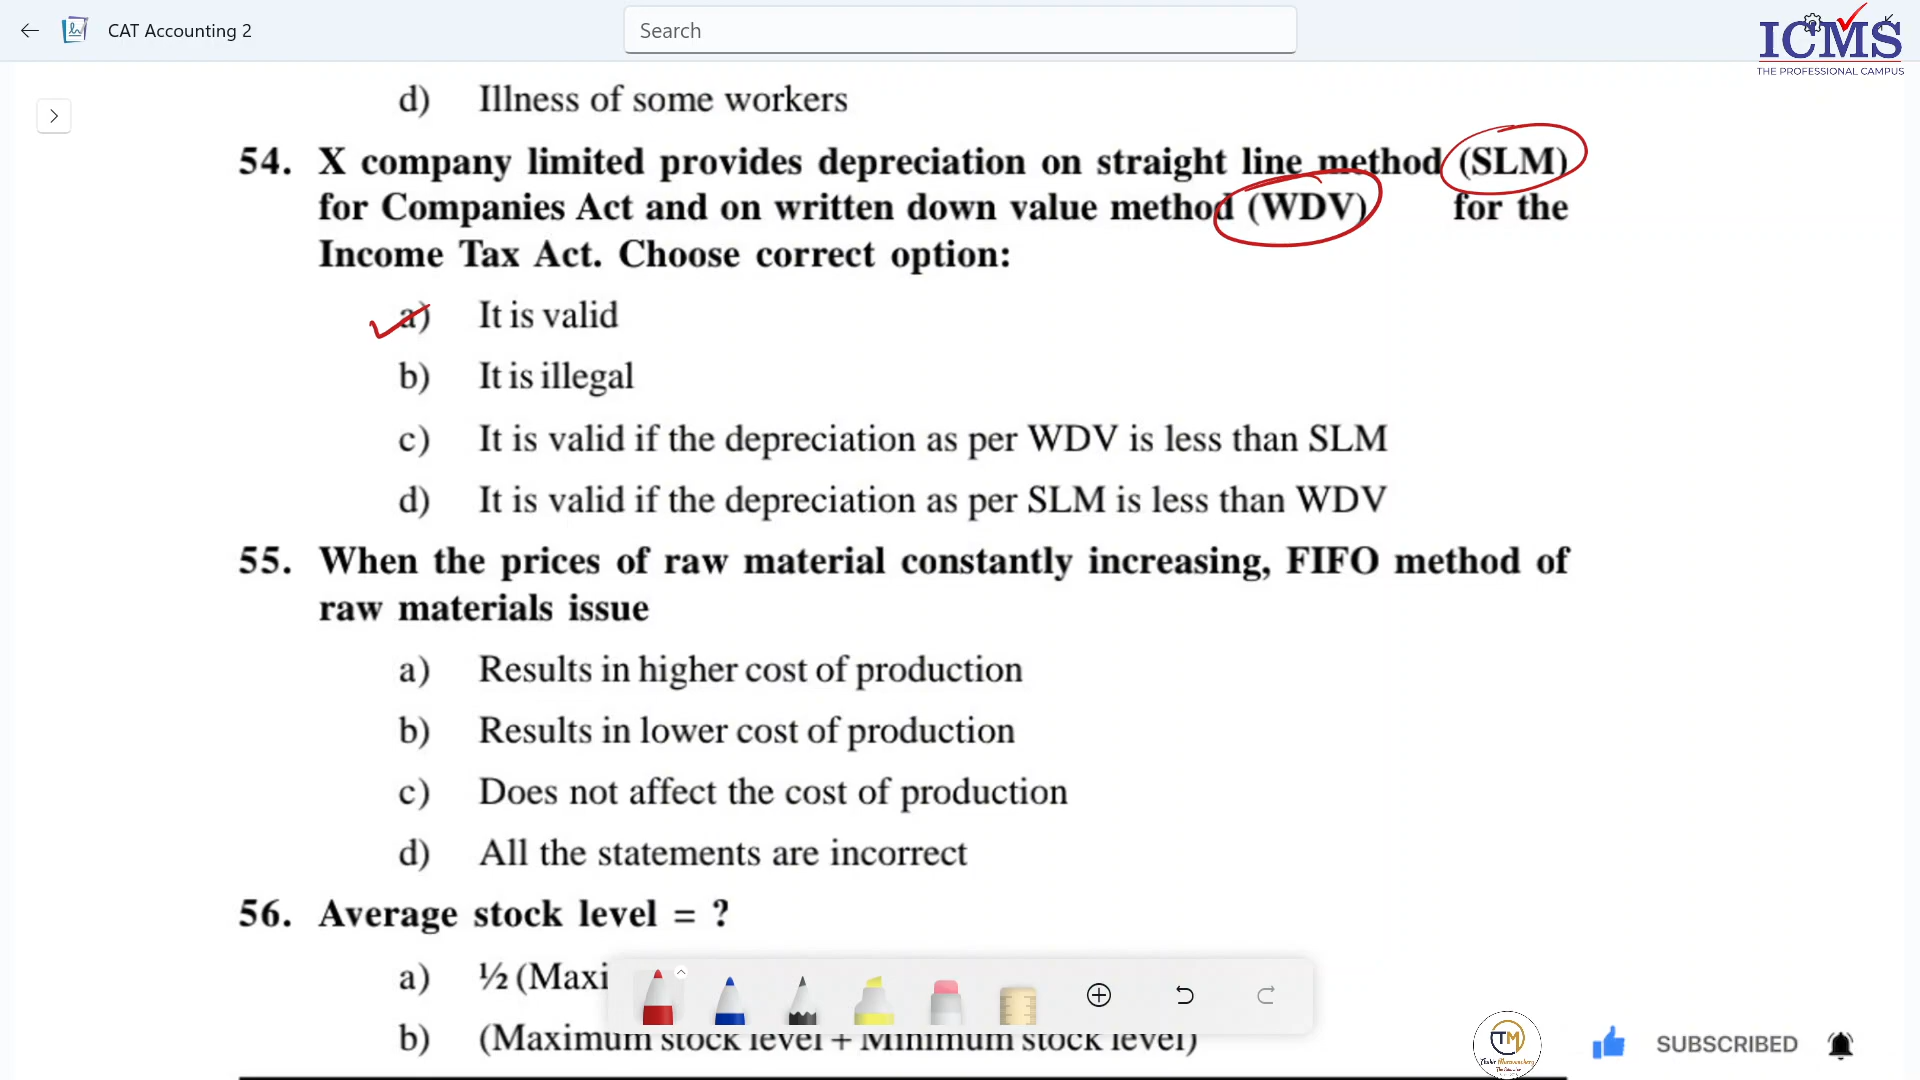 CAT Accounting 2
Search
ICMS
THE PROFESSIONAL CAMPUS
d) Illness of some workers
54. X company limited provides depreciation on straight line method (SLM)
for Companies Act and on written down value method (WDV) for the
Income Tax Act. Choose correct option:
a) It is valid
b) It is illegal
c) It is valid if the depreciation as per WDV is less than SLM
d) It is valid if the depreciation as per SLM is less than WDV
55. When the prices of raw material constantly increasing, FIFO method of
raw materials issue
a) Results in higher cost of production
b) Results in lower cost of production
c) Does not affect the cost of production
d) All the statements are incorrect
56. Average stock level = ?
a) ½ (Maxi
b) (Maximum stock level + Minimum stock level)
TM
SUBSCRIBED